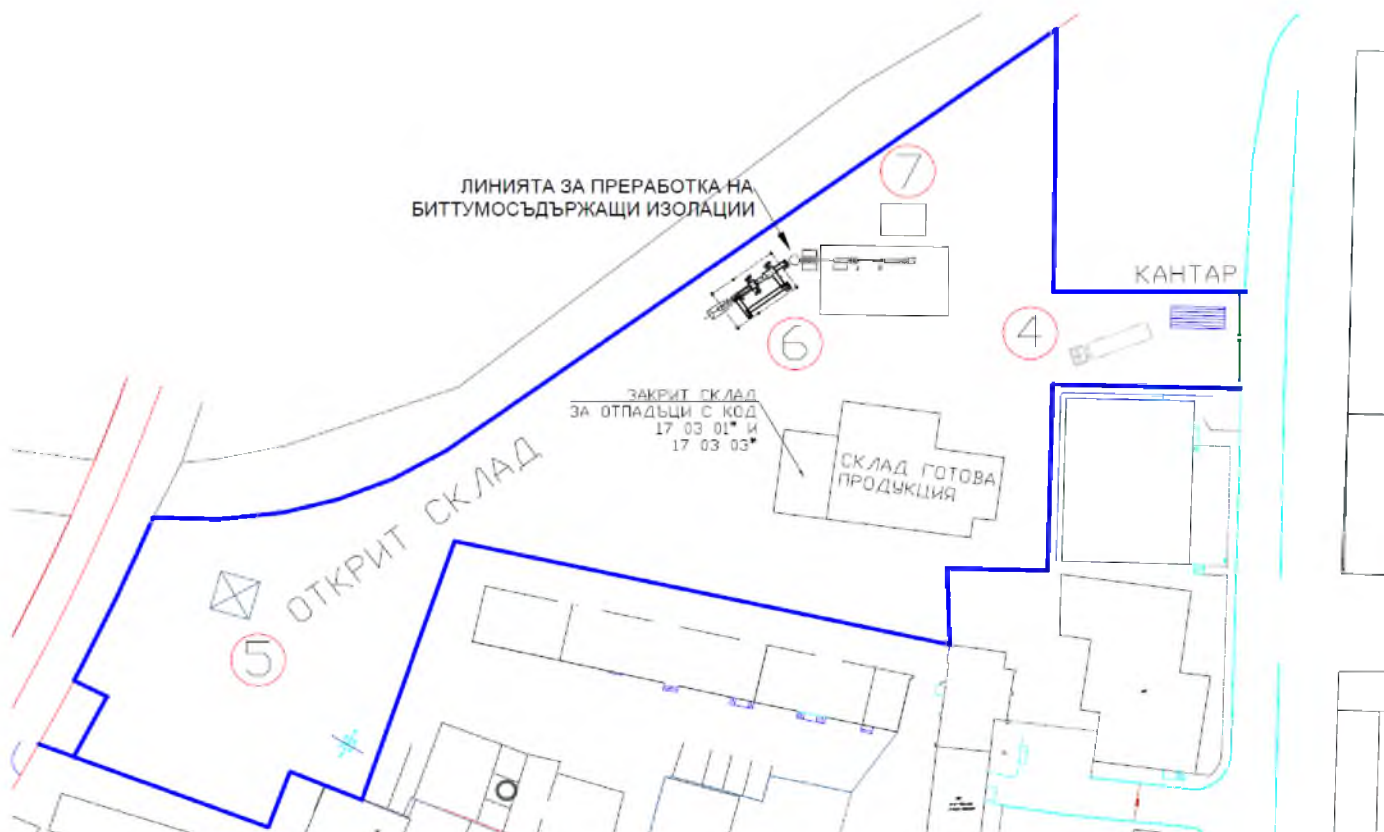 7
ЛИНИЯТА ЗА ПРЕРАБОТКА НА
БИТТУМОСЪДЪРЖАЩИ ИЗОЛАЦИИ
КАНТАР
4
6
ЗАКРИТ СКЛАД
ЗА ОТПАДЪЦИ С КОД
17 03 01* И
17 03 03*
СКЛАД ГОТОВА
ПРОДУКЦИЯ
ОТКРИТ СКЛАД
5